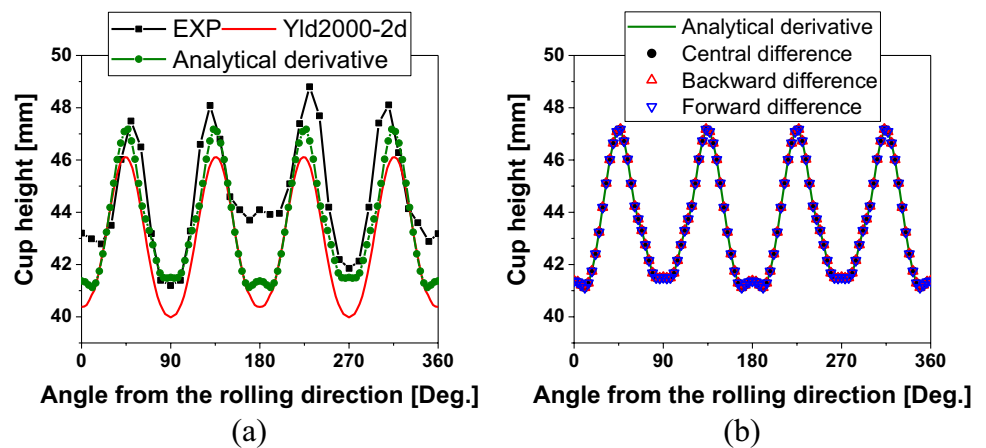 EXP Yld2000-2d
Analytical derivative
50
48
46
44
42
40
Cup height [mm]
0 90 180 270 360
Angle from the rolling direction [Deg.]
(a)
Analytical derivative
Central difference
Backward difference
Forward difference
50
48
46
44
42
40
Cup height [mm]
0 90 180 270 360
Angle from the rolling direction [Deg.]
(b)